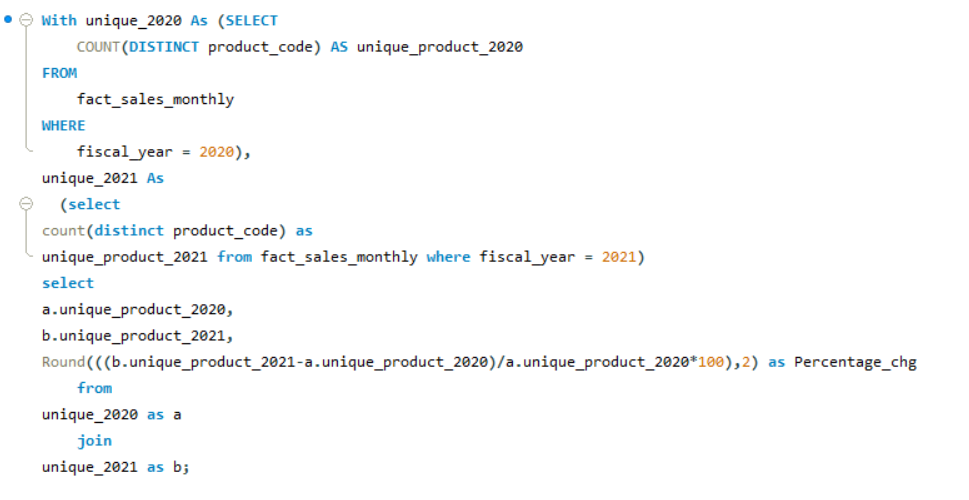 With unique_2020 As (SELECT
COUNT(DISTINCT product_code) AS unique_product_2020
FROM
fact_sales_monthly
WHERE
fiscal_year = 2020),
unique_2021 As
(select
count(distinct product_code) as
unique_product_2021 from fact_sales_monthly where fiscal_year = 2021)
select
a.unique_product_2020,
b.unique_product_2021,
Round(((b.unique_product_2021-a.unique_product_2020)/a.unique_product_2020*100),2) as Percentage_chg
from
unique_2020 as a
join
unique_2021 as b;